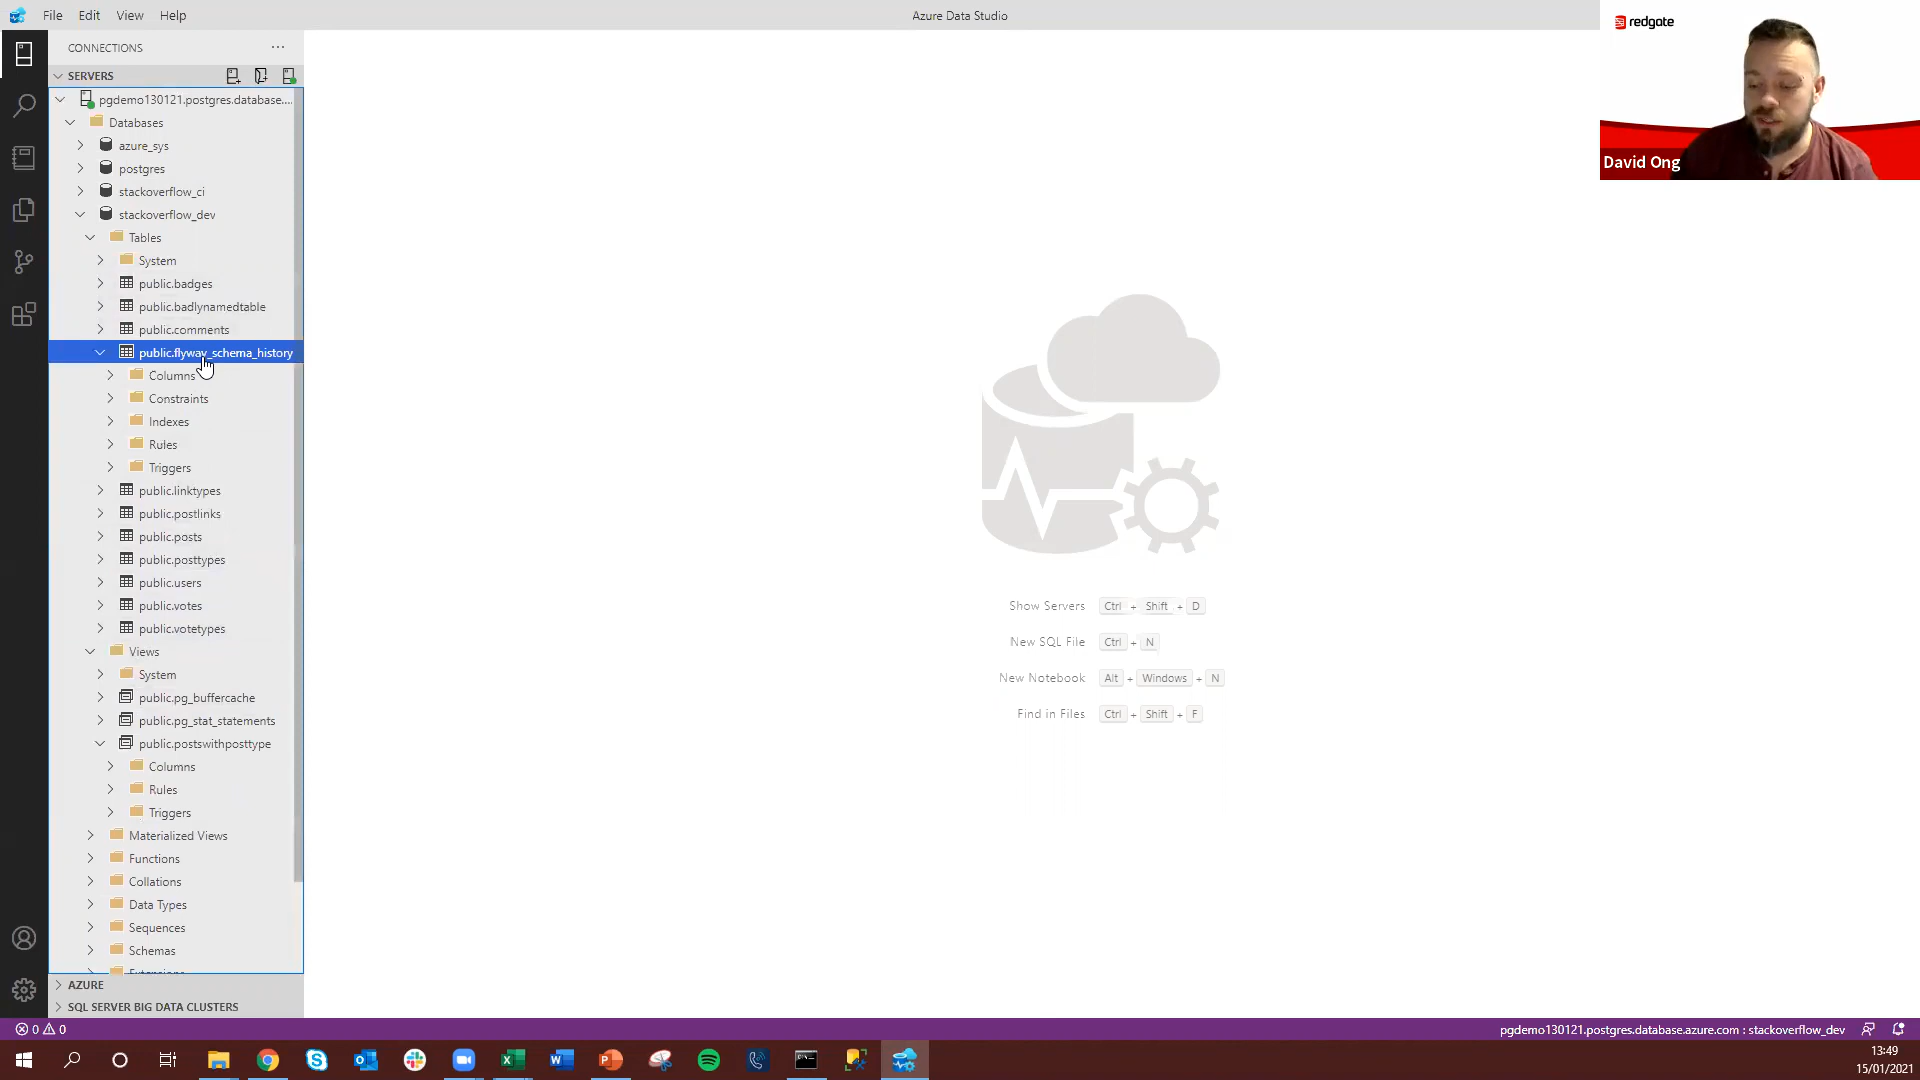 File Edit View Help
Azure Data Studio
redgate
David Ong
CONNECTIONS
SERVERS
pgdemo130121.postgres.database....
Databases
azure_sys
postgres
stackoverflow_ci
stackoverflow_dev
Tables
System
public.badges
public.badlynamedtable
public.comments
public.flyway_schema_history
Columns
Constraints
Indexes
Rules
Triggers
public.linktypes
public.postlinks
public.posts
public.posttypes
public.users
public.votes
public.votetypes
Views
System
public.pg_buffercache
public.pg_stat_statements
public.postswithposttype
Columns
Rules
Triggers
Materialized Views
Functions
Collations
Data Types
Sequences
Schemas
Extensions
AZURE
SQL SERVER BIG DATA CLUSTERS
Show Servers Ctrl + Shift + D
New SQL File Ctrl + N
New Notebook Alt + Windows + N
Find in Files Ctrl + Shift + F
0 0
pgdemo130121.postgres.database.azure.com : stackoverflow_dev
13:49
15/01/2021